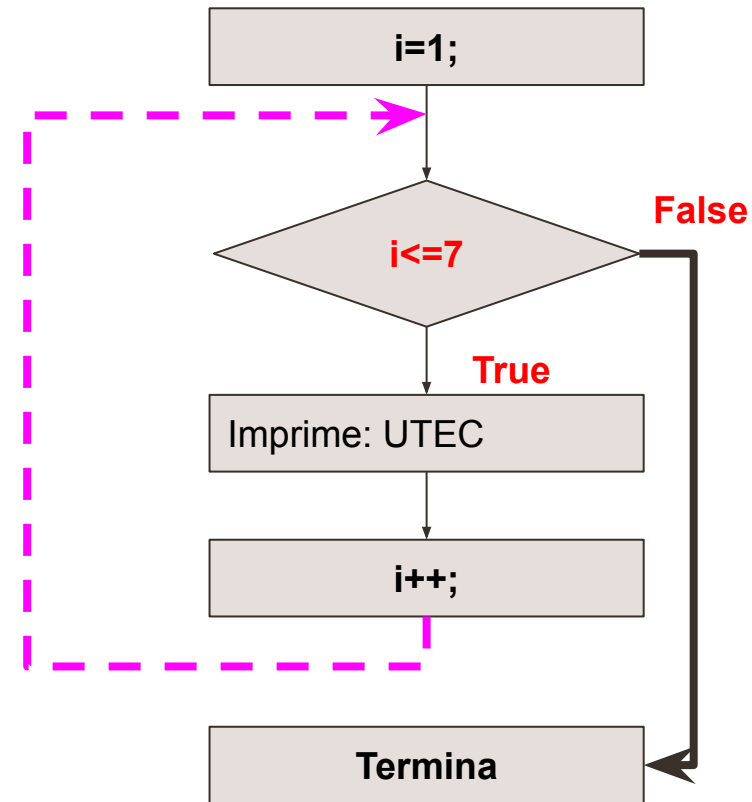 i=1;
i<=7
False
True
Imprime: UTEC
i++;
Termina